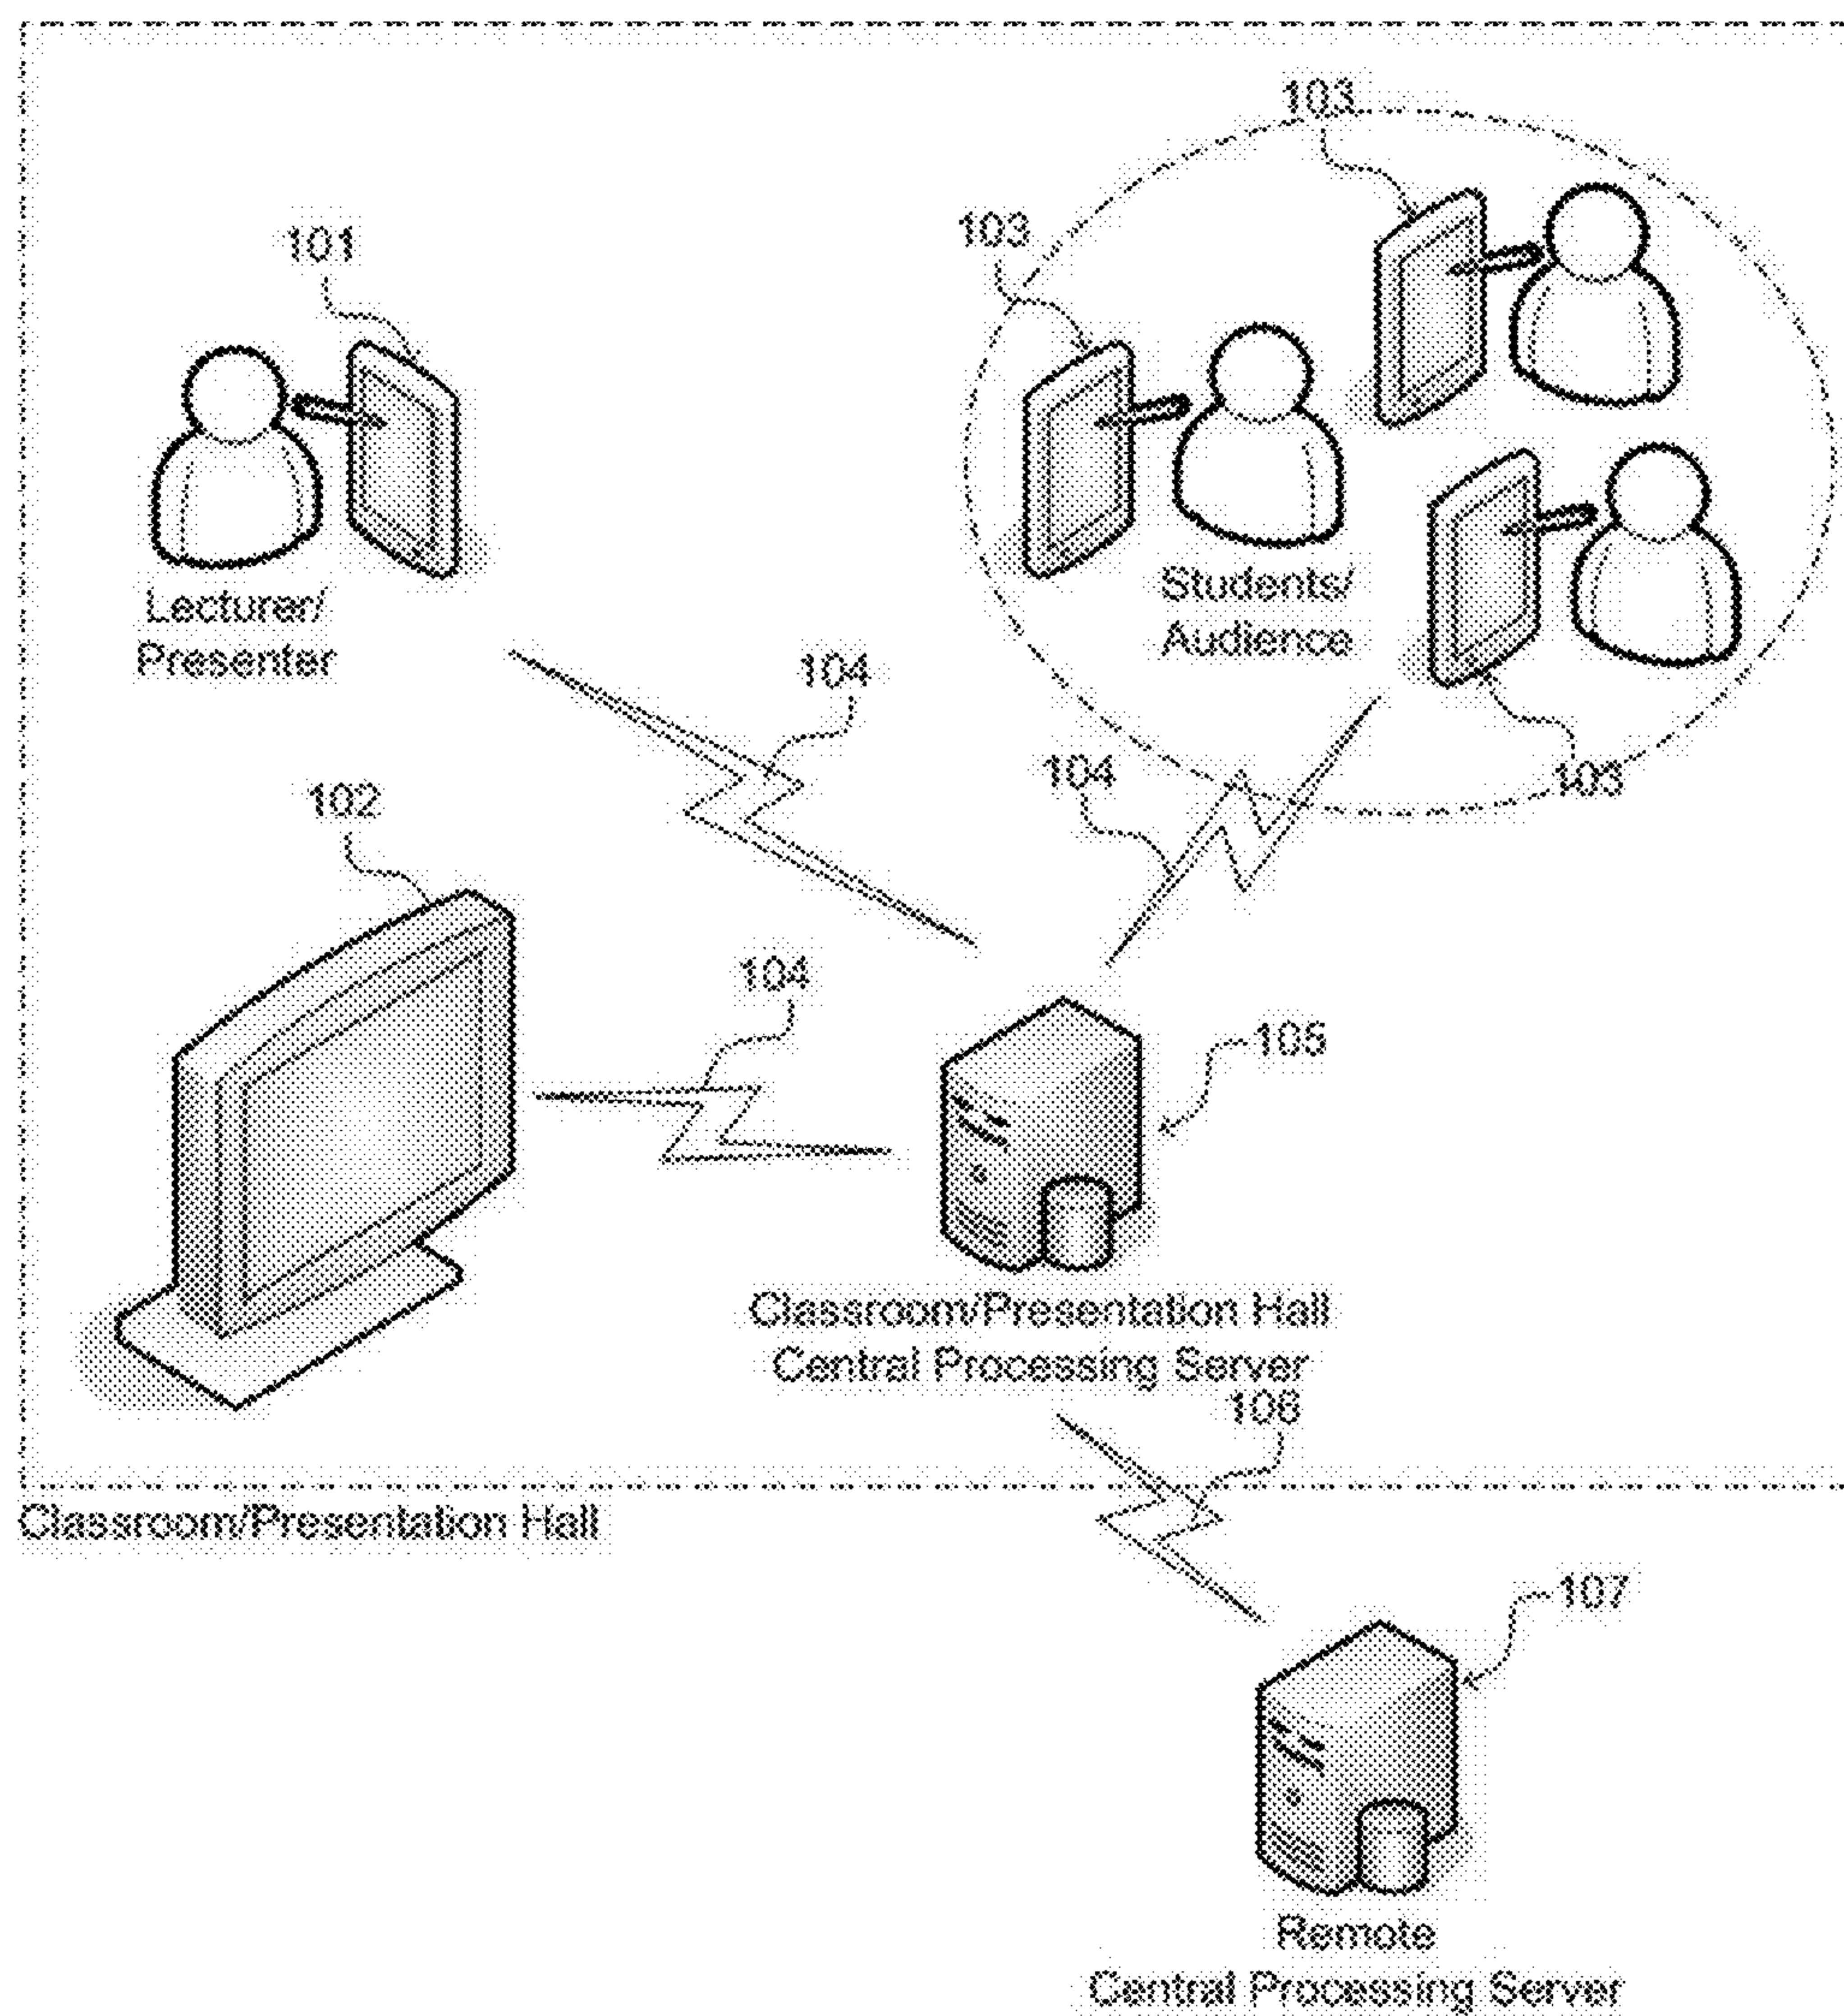 103
103
101
Lecturer/
Presenter
Students/
Audience
104
104
103
102
104
105
Classroom/Presentation Hall
Central Processing Server
106
Classroom/Presentation Hall
107
Remote
Central Processing Server